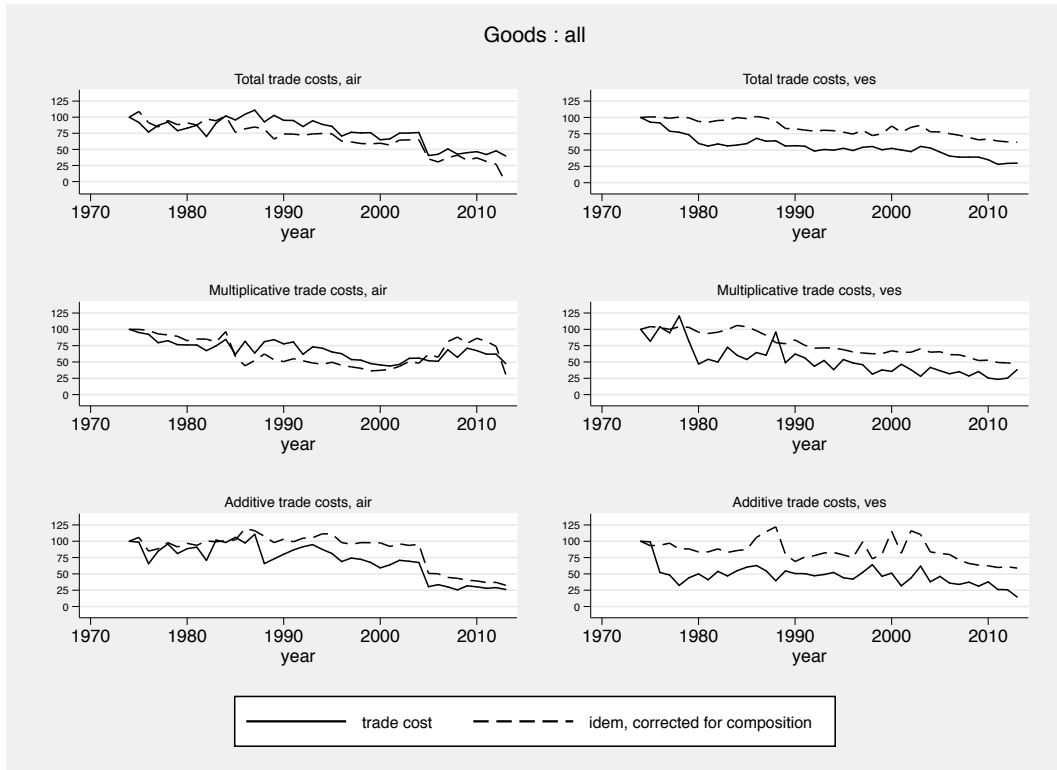 Goods : all
Total trade costs, air
Total trade costs, ves
125
100
75
50
25
0
1970 1980 1990 2000 2010
year
125
100
75
50
25
0
1970 1980 1990 2000 2010
year
Multiplicative trade costs, air
Multiplicative trade costs, ves
125
100
75
50
25
0
1970 1980 1990 2000 2010
year
125
100
75
50
25
0
1970 1980 1990 2000 2010
year
Additive trade costs, air
Additive trade costs, ves
125
100
75
50
25
0
1970 1980 1990 2000 2010
year
125
100
75
50
25
0
1970 1980 1990 2000 2010
year
trade cost
idem, corrected for composition